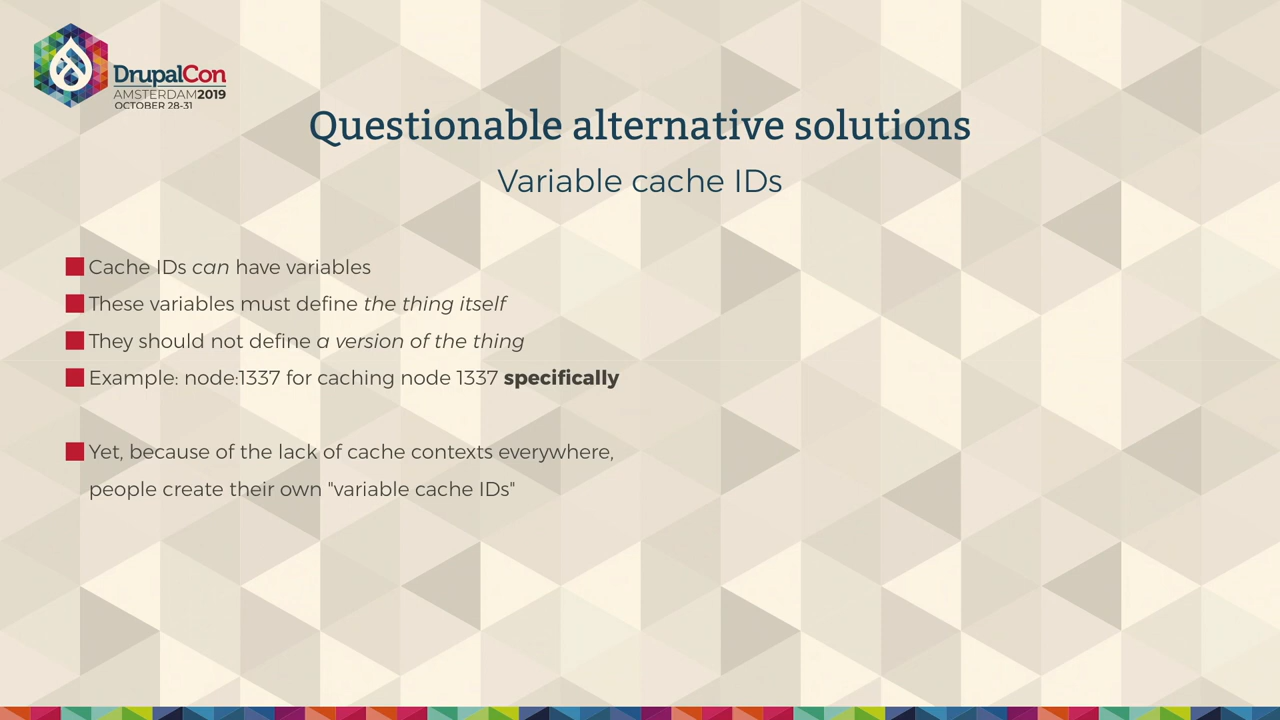 DrupalCon
AMSTERDAM2019
OCTOBER 28-31
Questionable alternative solutions
Variable cache IDs
Cache IDs can have variables
These variables must define the thing itself
They should not define a version of the thing
Example: node:1337 for caching node 1337 specifically
Yet, because of the lack of cache contexts everywhere,
people create their own "variable cache IDs"